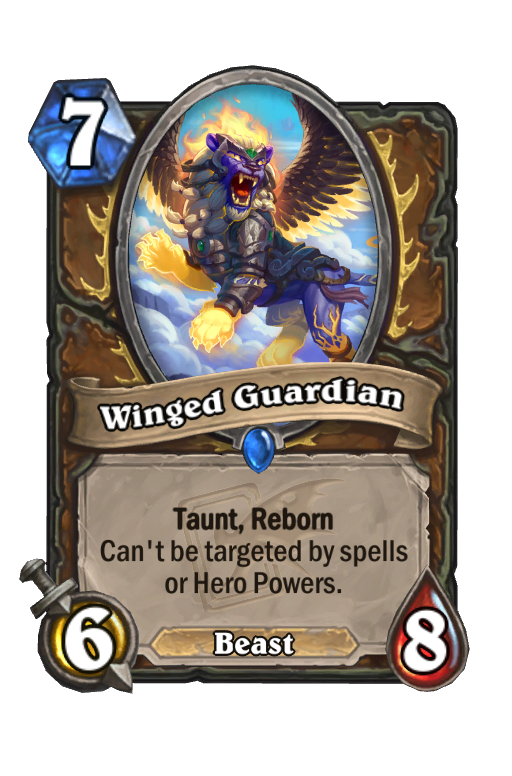 7
Winged Guardian
Taunt, Reborn
Can't be targeted by spells
or Hero Powers.
6
Beast
8